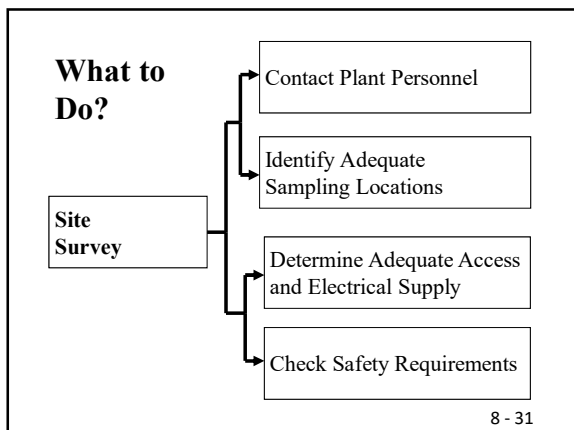 What to
Do?
Contact Plant Personnel
Identify Adequate
Sampling Locations
Site
Survey
Determine Adequate Access
and Electrical Supply
Check Safety Requirements
8 - 31